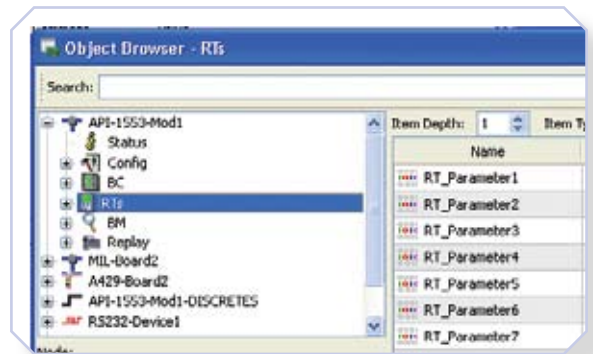 Object Browser - RTs
Search:
API-1553-Mod1
Status
Config
BC
RTs
BM
Replay
MIL-Board2
A429-Board2
API-1553-Mod1-DISCRETES
RS232-Device1
Item Depth: 1 Item
Name
RT_Parameter1
RT_Parameter2
RT_Parameter3
RT_Parameter4
RT_Parameter5
RT_Parameter6
RT_Parameter7